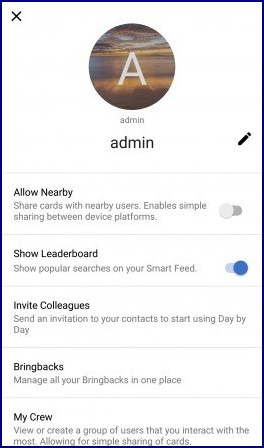 A
admin
admin
Allow Nearby
Share cards with nearby users. Enables simple
sharing between device platforms.
Show Leaderboard
Show popular searches on your Smart Feed.
Invite Colleagues
Send an invitation to your contacts to start using Day by
Day
Bringbacks
Manage all your Bringbacks in one place
My Crew
View or create a group of users that you interact with the
most. Allowing for simple sharing of cards.